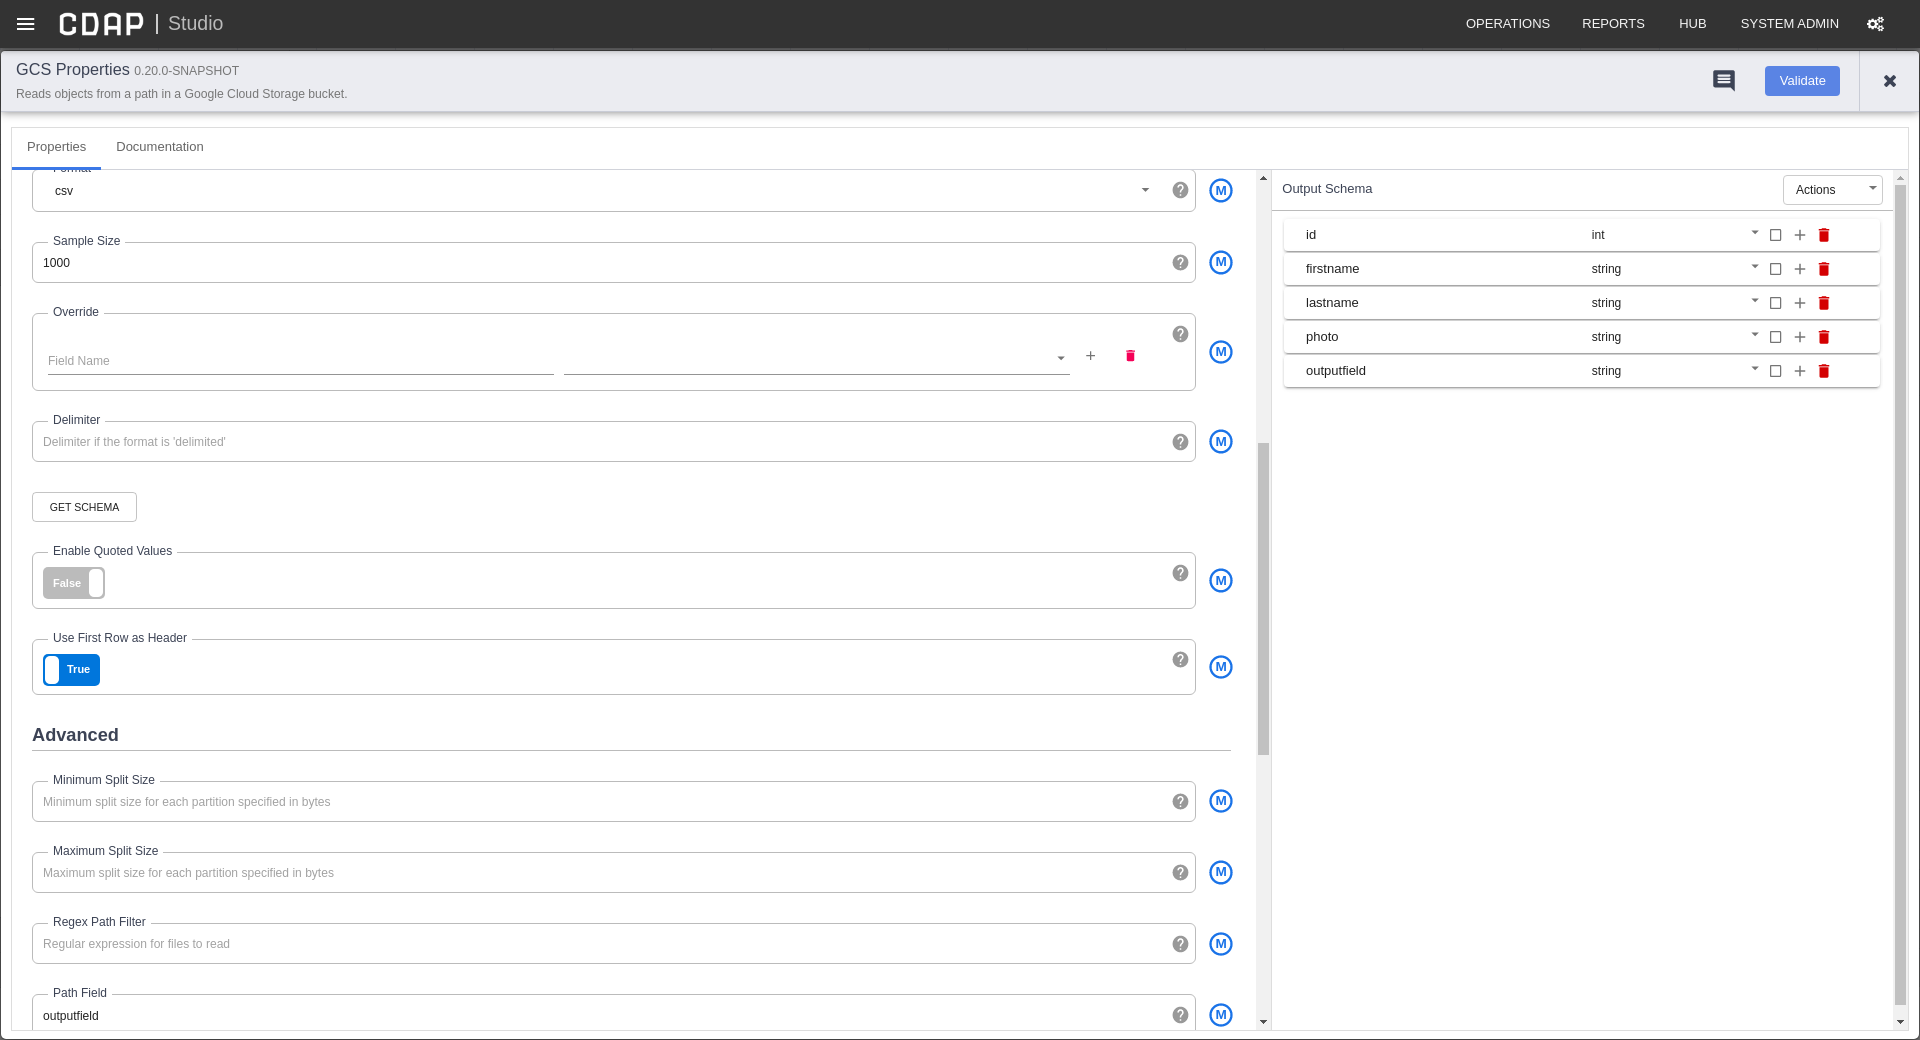 CDAP | Studio
OPERATIONS REPORTS HUB SYSTEM ADMIN
GCS Properties 0.20.0-SNAPSHOT
Reads objects from a path in a Google Cloud Storage bucket.
Validate
Properties Documentation
Format
csv
M
Sample Size
1000
M
Override
Field Name
M
Delimiter
Delimiter if the format is 'delimited'
M
GET SCHEMA
Enable Quoted Values
False
M
Use First Row as Header
True
M
Advanced
Minimum Split Size
Minimum split size for each partition specified in bytes
M
Maximum Split Size
Maximum split size for each partition specified in bytes
M
Regex Path Filter
Regular expression for files to read
M
Path Field
outputfield
M
Output Schema
Actions
id int
firstname string
lastname string
photo string
outputfield string